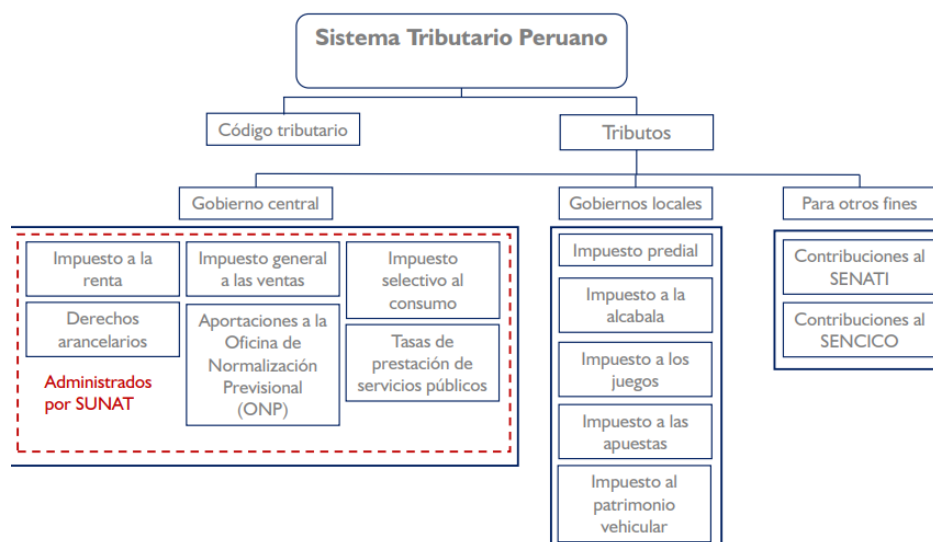 Sistema Tributario Peruano
Código tributario
Tributos
Gobierno central
Gobiernos locales
Para otros fines
Impuesto a la
renta
Impuesto general
a las ventas
Impuesto
selectivo al
consumo
Derechos
arancelarios
Aportaciones a la
Oficina de
Normalización
Previsional
(ONP)
Tasas de
prestación de
servicios públicos
Administrados
por SUNAT
Impuesto predial
Impuesto a la
alcabala
Impuesto a los
juegos
Impuesto a las
apuestas
Impuesto al
patrimonio
vehicular
Contribuciones al
SENATI
Contribuciones al
SENCICO